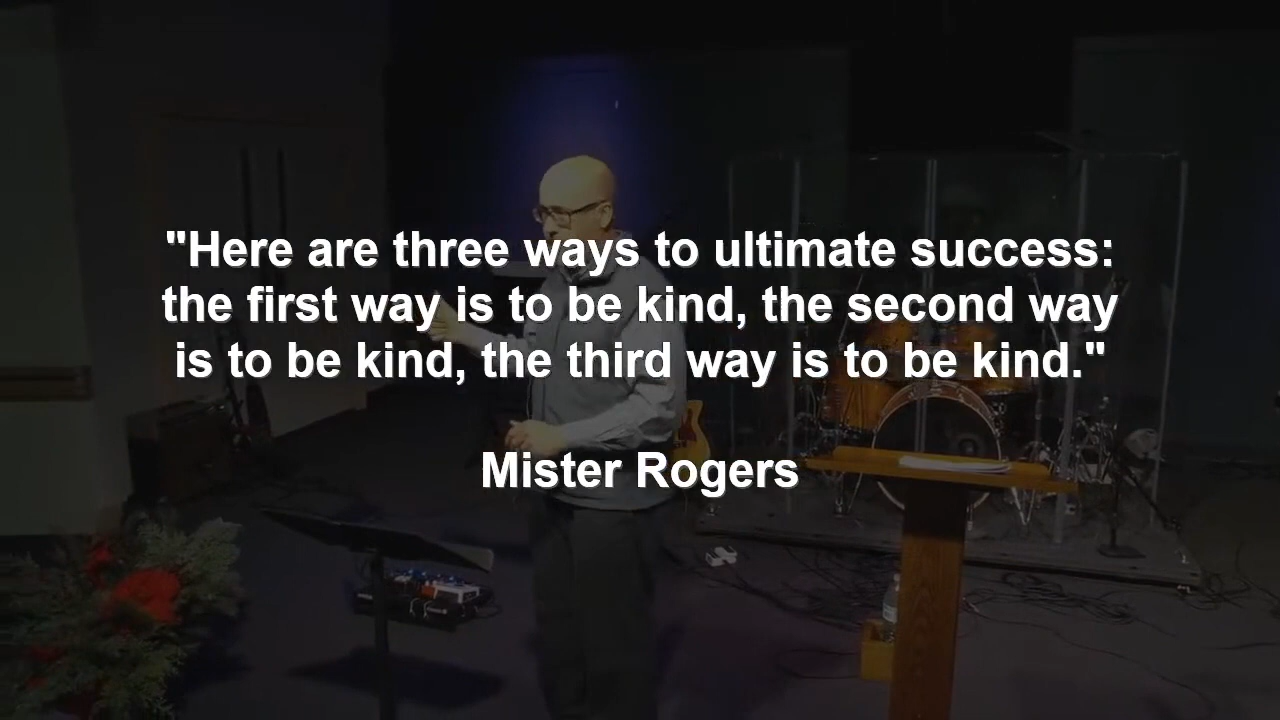 "Here are three ways to ultimate success:
the first way is to be kind, the second way
is to be kind, the third way is to be kind."
Mister Rogers